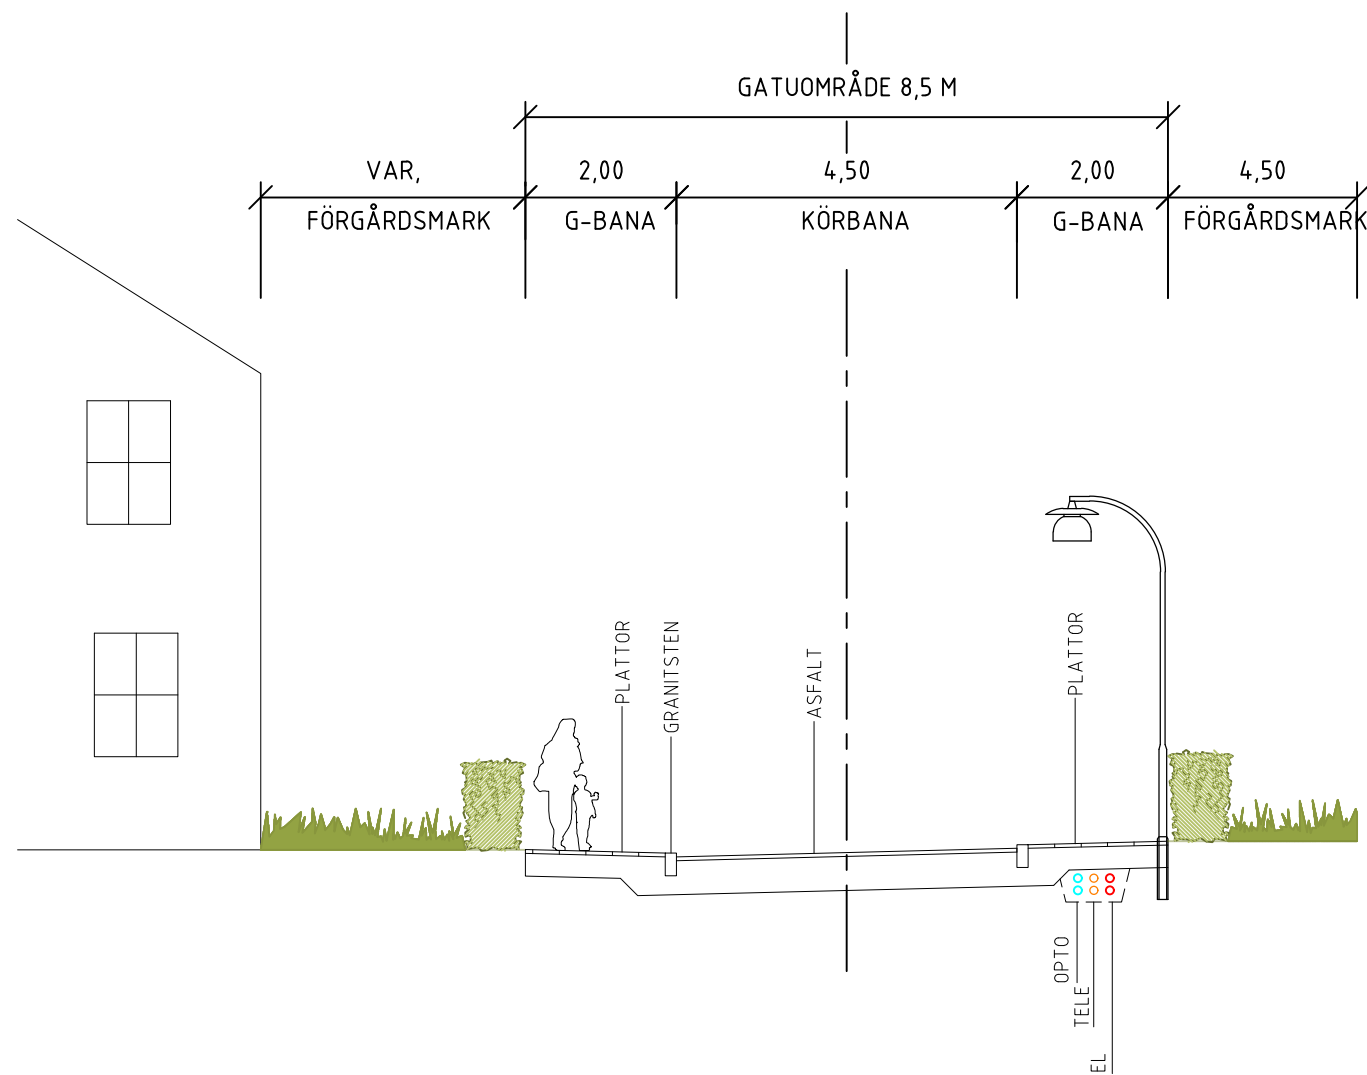 GATUOMRÅDE 8,5 M
VAR, 2,00 4,50 2,00 4,50
FÖRGÅRDSMARK G-BANA KÖRBANA G-BANA FÖRGÅRDSMARK
PLATTOR
GRANITSTEN
ASFALT
PLATTOR
OPTO
TELE
EL